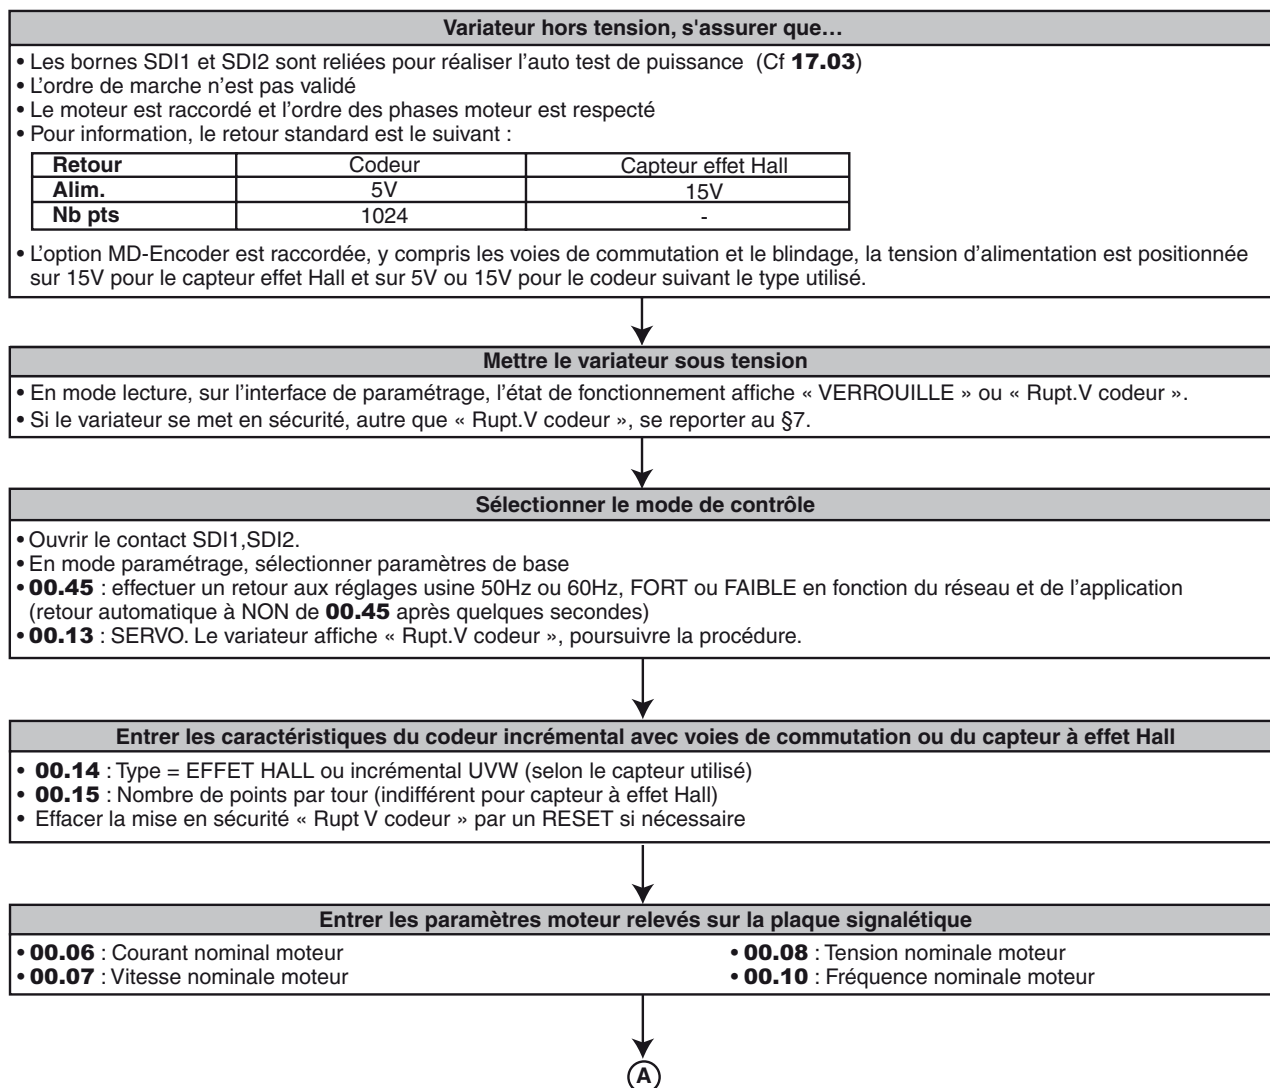 Variateur hors tension, s'assurer que…
• Les bornes SDI1 et SDI2 sont reliées pour réaliser l’auto test de puissance (Cf 17.03)
• L’ordre de marche n’est pas validé
• Le moteur est raccordé et l’ordre des phases moteur est respecté
• Pour information, le retour standard est le suivant :
Retour Codeur Capteur effet Hall
Alim. 5V 15V
Nb pts 1024 -
• L’option MD-Encoder est raccordée, y compris les voies de commutation et le blindage, la tension d’alimentation est positionnée
sur 15V pour le capteur effet Hall et sur 5V ou 15V pour le codeur suivant le type utilisé.
Mettre le variateur sous tension
• En mode lecture, sur l’interface de paramétrage, l’état de fonctionnement affiche « VERROUILLE » ou « Rupt.V codeur ».
• Si le variateur se met en sécurité, autre que « Rupt.V codeur », se reporter au §7.
Sélectionner le mode de contrôle
• Ouvrir le contact SDI1,SDI2.
• En mode paramétrage, sélectionner paramètres de base
• 00.45 : effectuer un retour aux réglages usine 50Hz ou 60Hz, FORT ou FAIBLE en fonction du réseau et de l’application
(retour automatique à NON de 00.45 après quelques secondes)
• 00.13 : SERVO. Le variateur affiche « Rupt.V codeur », poursuivre la procédure.
Entrer les caractéristiques du codeur incrémental avec voies de commutation ou du capteur à effet Hall
• 00.14 : Type = EFFET HALL ou incrémental UVW (selon le capteur utilisé)
• 00.15 : Nombre de points par tour (indifférent pour capteur à effet Hall)
• Effacer la mise en sécurité « Rupt V codeur » par un RESET si nécessaire
Entrer les paramètres moteur relevés sur la plaque signalétique
• 00.06 : Courant nominal moteur
• 00.07 : Vitesse nominale moteur
• 00.08 : Tension nominale moteur
• 00.10 : Fréquence nominale moteur
A